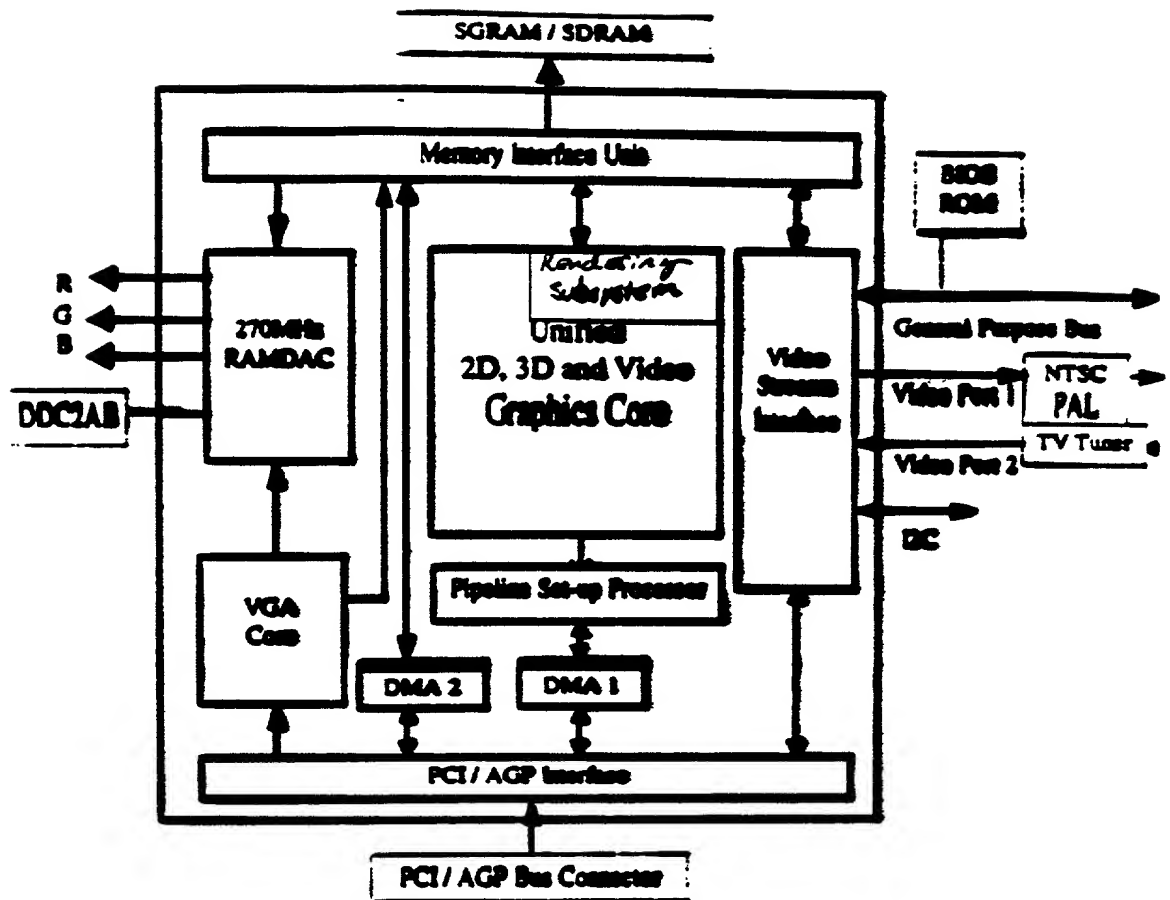 SGRAM / SDRAM
Memory Interface Unit
BIOS
ROM
R
G
B
270MHz
RAMDAC
DDC2AB
Rendering
Subsystem
Unified
2D, 3D and Video
Graphics Core
Video
Stream
Interface
General Purpose Bus
Video Port 1
NTSC
PAL
TV Tuner
Video Port 2
I2C
VGA
Core
Pipeline Set-up Processor
DMA 2
DMA 1
PCI / AGP Interface
PCI / AGP Bus Connector